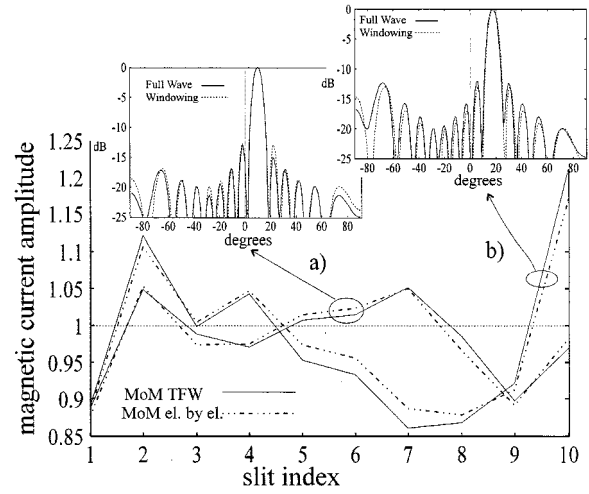 0
dB
-5
-10
-15
-20
-25
Full Wave
Windowing
-80 -60 -40 -20 0 20 40 60 80
degrees
0
-5
dB
-10
-15
-20
-25
Full Wave
Windowing
-80 -60 -40 -20 0 20 40 60 80
degrees
magnetic current amplitude
1.25
dB
1.2
1.15
1.1
1.05
1
0.95
0.9
0.85
a)
b)
MoM TFW
MoM el. by el.
1 2 3 4 5 6 7 8 9 10
slit index